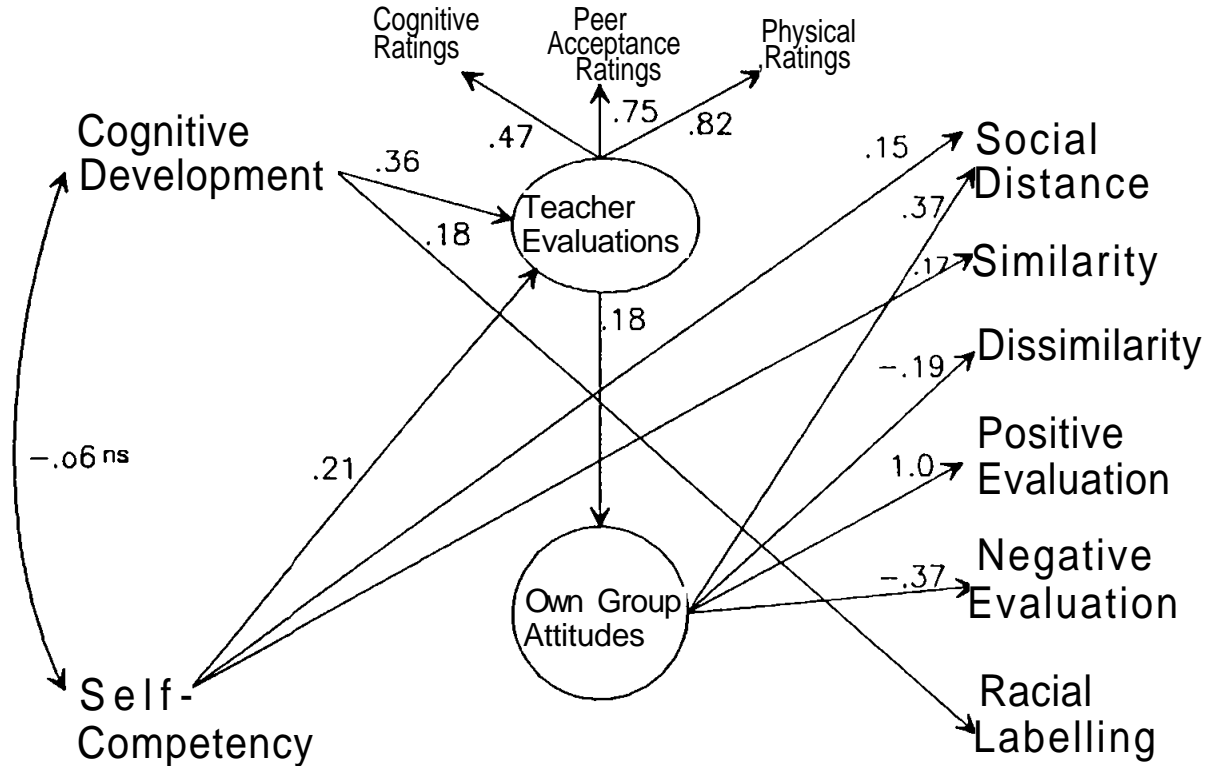 Cognitive
Ratings
Peer
Acceptance
Ratings
Physical
Ratings
.47
.75
.82
Cognitive
Development
.36
.18
Teacher
Evaluations
.15
Social
Distance
.37
.17
Similarity
.18
-.19
Dissimilarity
Positive
Evaluation
1.0
-.06 ns
.21
Negative
Evaluation
-.37
Own Group
Attitudes
Self-
Competency
Racial
Labelling